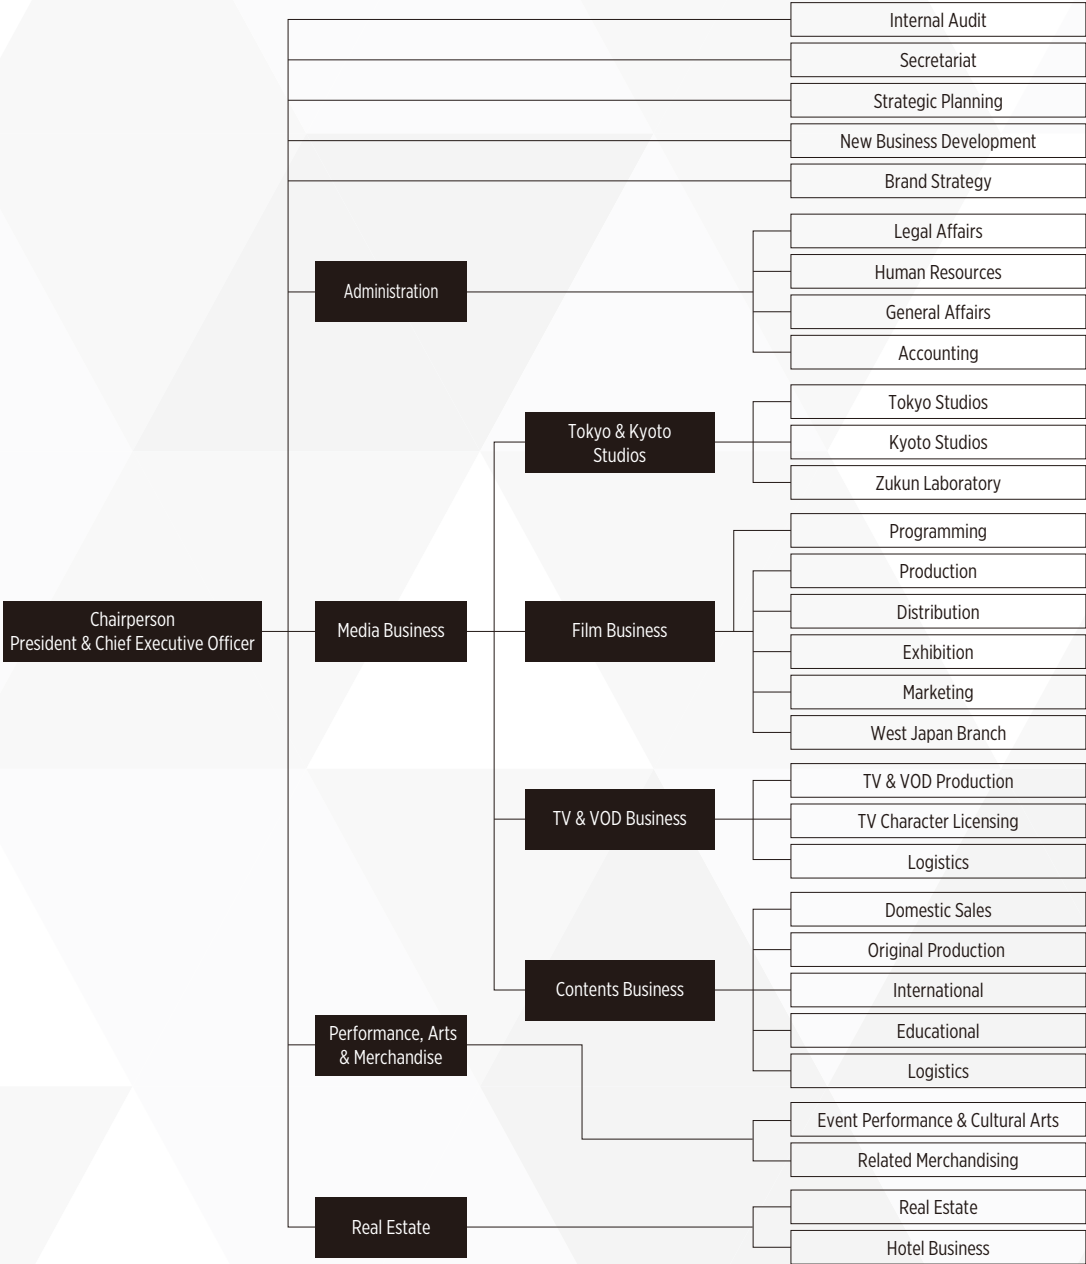 Internal Audit
Secretariat
Strategic Planning
New Business Development
Brand Strategy
Administration
Legal Affairs
Human Resources
General Affairs
Accounting
Chairperson
President & Chief Executive Officer
Media Business
Tokyo & Kyoto
Studios
Tokyo Studios
Kyoto Studios
Zukun Laboratory
Film Business
Programming
Production
Distribution
Exhibition
Marketing
West Japan Branch
TV & VOD Business
TV & VOD Production
TV Character Licensing
Logistics
Contents Business
Domestic Sales
Original Production
International
Educational
Logistics
Performance, Arts
& Merchandise
Event Performance & Cultural Arts
Related Merchandising
Real Estate
Real Estate
Hotel Business